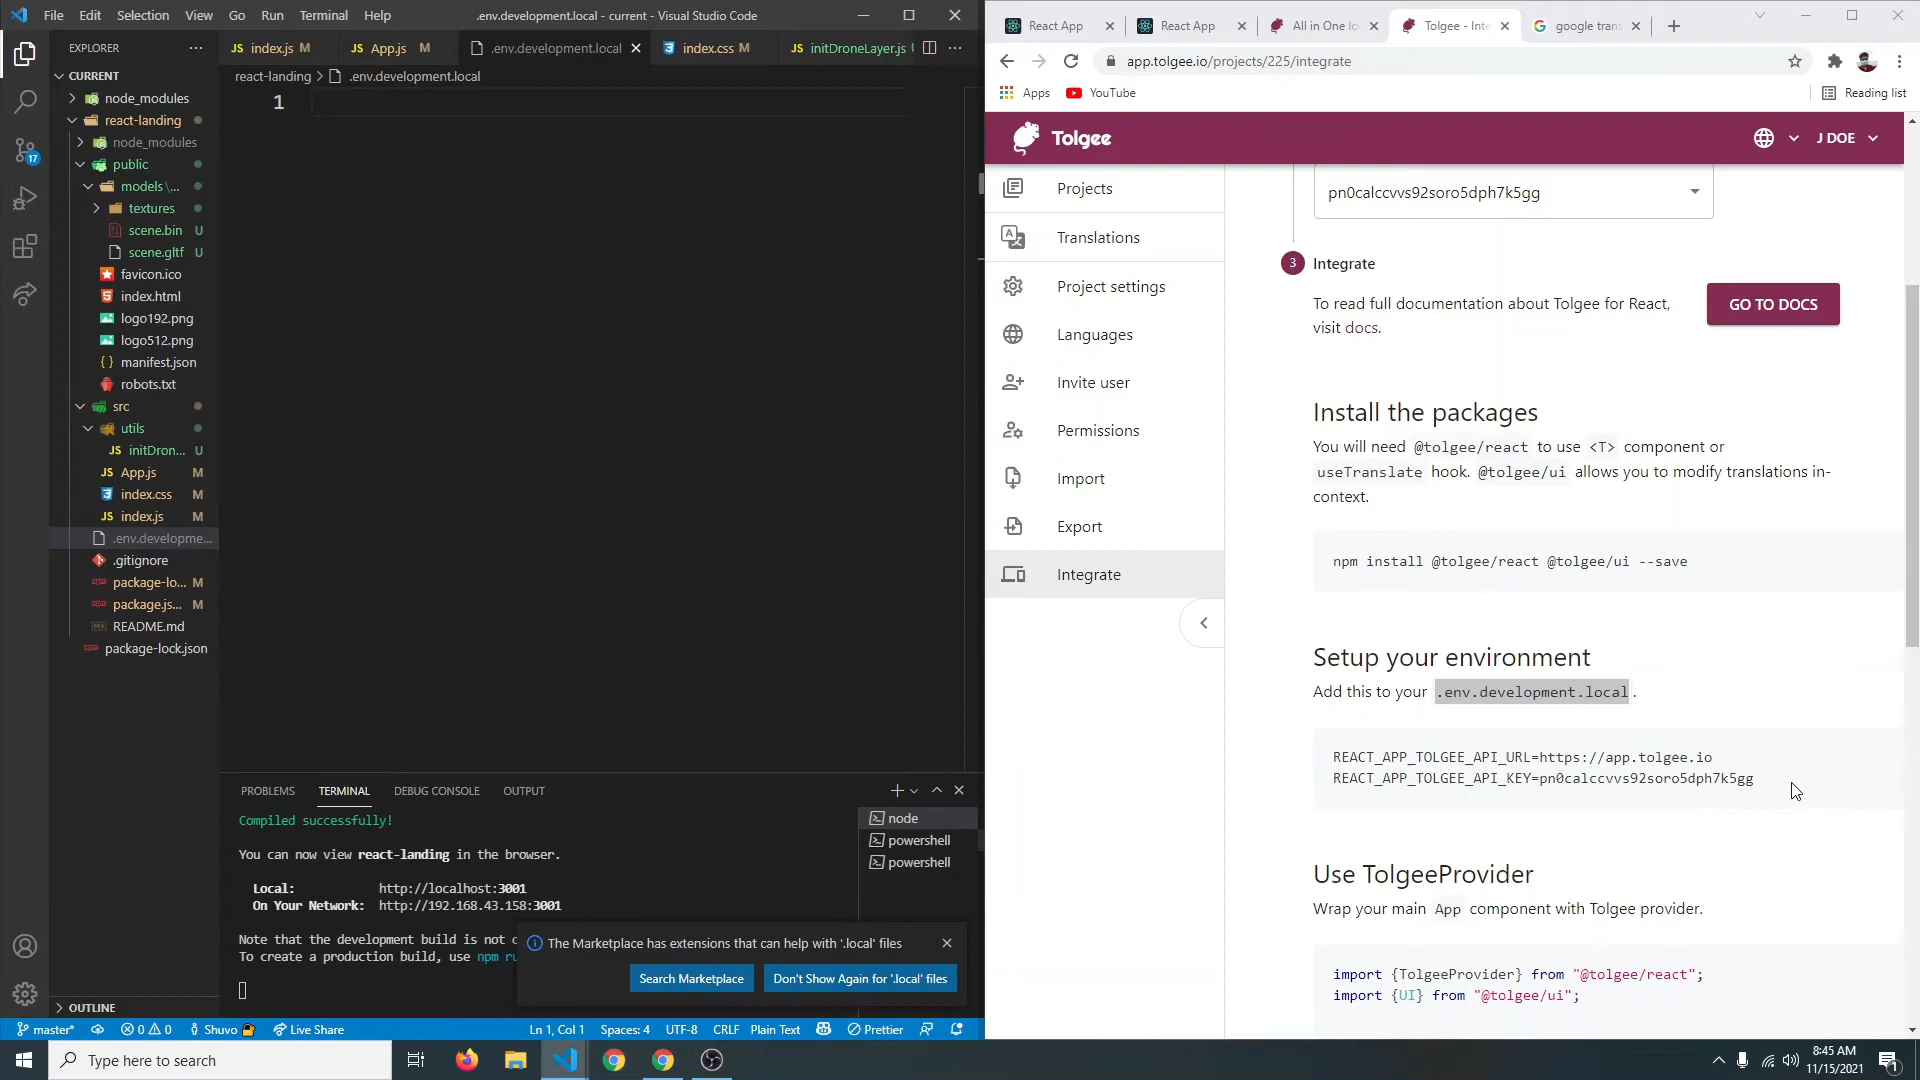 File Edit Selection View Go Run Terminal Help
.env.development.local - current - Visual Studio Code
EXPLORER
JS index.js M
JS App.js M
.env.development.local
index.css M
JS initDroneLayer.js
CURRENT
react-landing > .env.development.local
1
node_modules
react-landing
node_modules
public
models\...
textures
scene.bin U
scene.gltf U
favicon.ico
index.html
logo192.png
logo512.png
manifest.json
robots.txt
src
utils
JS initDron... U
JS App.js M
index.css M
JS index.js M
.env.developme...
.gitignore
package-lo... M
package.js... M
README.md
package-lock.json
OUTLINE
17
PROBLEMS TERMINAL DEBUG CONSOLE OUTPUT
Compiled successfully!
You can now view react-landing in the browser.
Local: http://localhost:3001
On Your Network: http://192.168.43.158:3001
Note that the development build is not o
To create a production build, use npm ru
node
powershell
powershell
The Marketplace has extensions that can help with '.local' files
Search Marketplace
Don't Show Again for '.local' files
master* 0 0 Shuvo Live Share
Ln 1, Col 1 Spaces: 4 UTF-8 CRLF Plain Text Prettier
React App
React App
All in One lo
Tolgee - Inte
google trans
app.tolgee.io/projects/225/integrate
Apps YouTube
Reading list
Tolgee
J DOE
Projects
Translations
Project settings
Languages
Invite user
Permissions
Import
Export
Integrate
pn0calccvvs92soro5dph7k5gg
3 Integrate
To read full documentation about Tolgee for React,
visit docs.
GO TO DOCS
Install the packages
You will need @tolgee/react to use <T> component or
useTranslate hook. @tolgee/ui allows you to modify translations in-
context.
npm install @tolgee/react @tolgee/ui --save
Setup your environment
Add this to your .env.development.local .
REACT_APP_TOLGEE_API_URL=https://app.tolgee.io
REACT_APP_TOLGEE_API_KEY=pn0calccvvs92soro5dph7k5gg
Use TolgeeProvider
Wrap your main App component with Tolgee provider.
import {TolgeeProvider} from "@tolgee/react";
import {UI} from "@tolgee/ui";
Type here to search
8:45 AM
11/15/2021
1